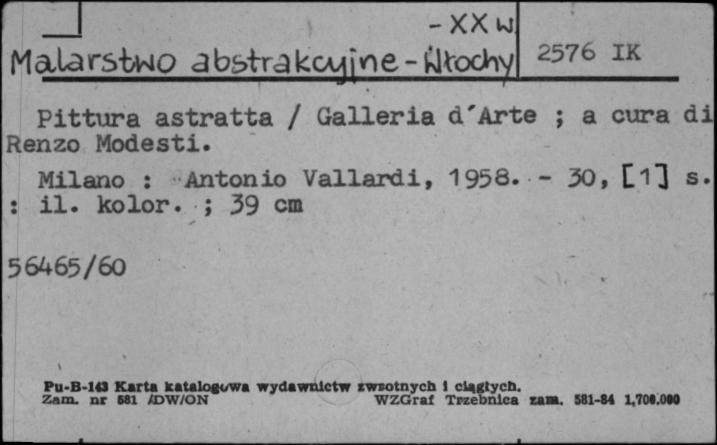 - XX w.
Malarstwo abstrakcyjne - Włochy
2576 IK
Pittura astratta / Galleria d'Arte ; a cura di
Renzo Modesti.
Milano : Antonio Vallardi, 1958. - 30, [1] s.
: il. kolor. ; 39 cm
56465/60
Pu-B-143 Karta katalogowa wydawnictw zwrotnych i ciągłych.
Zam. nr 581 /DW/ON WZGraf Trzebnica zam. 581-84 1,700.000